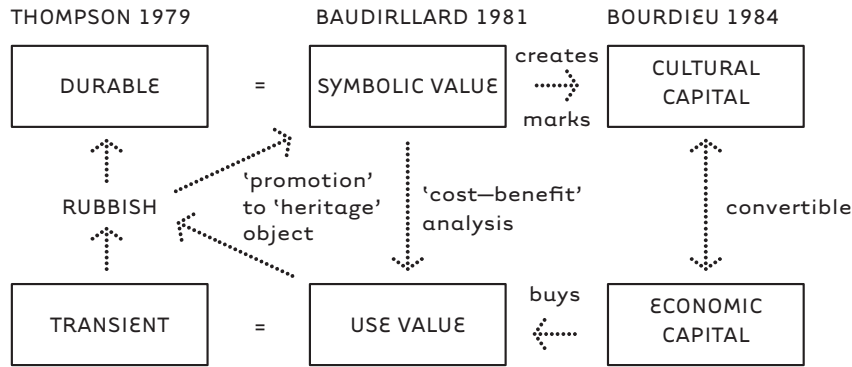 THOMPSON 1979
BAUDIRLLARD 1981
BOURDIEU 1984
DURABLE
=
SYMBOLIC VALUE
creates
marks
CULTURAL
CAPITAL
RUBBISH
‘promotion’
to ‘heritage’
object
‘cost—benefit’
analysis
convertible
TRANSIENT
=
USE VALUE
buys
ECONOMIC
CAPITAL